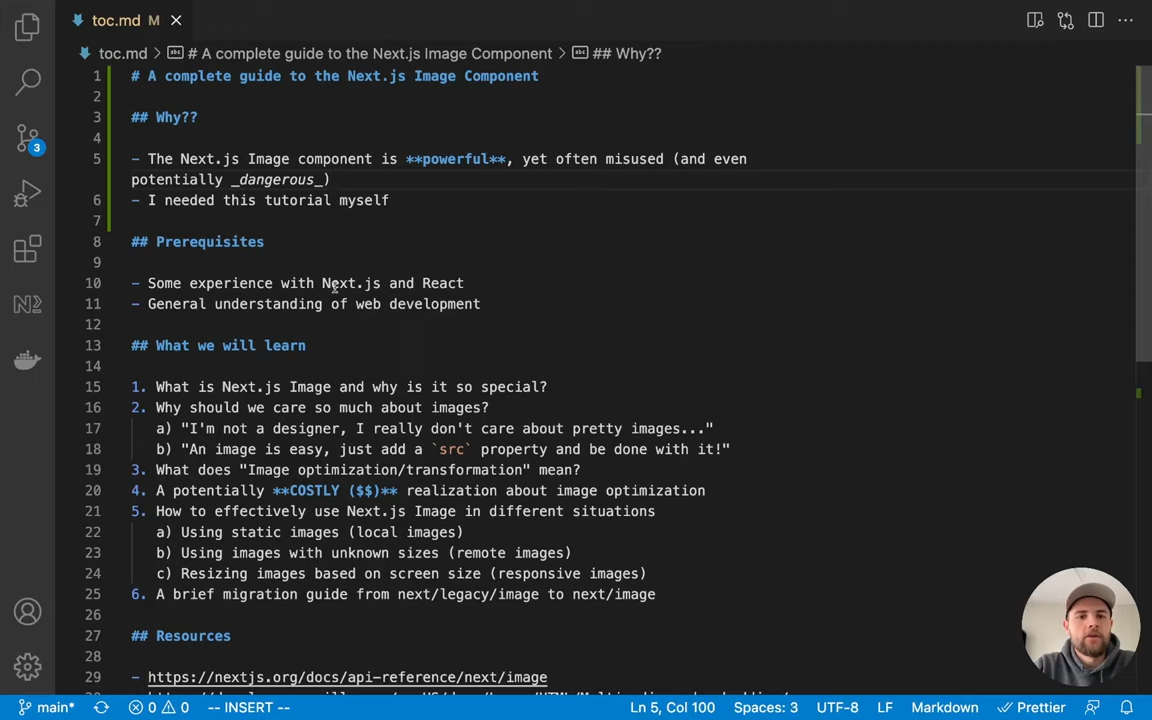 toc.md M
toc.md > # A complete guide to the Next.js Image Component > ## Why??
1 # A complete guide to the Next.js Image Component
2
3 ## Why??
4
5 - The Next.js Image component is **powerful**, yet often misused (and even
potentially _dangerous_)
6 - I needed this tutorial myself
7
8 ## Prerequisites
9
10 - Some experience with Next.js and React
11 - General understanding of web development
12
13 ## What we will learn
14
15 1. What is Next.js Image and why is it so special?
16 2. Why should we care so much about images?
17 a) "I'm not a designer, I really don't care about pretty images..."
18 b) "An image is easy, just add a `src` property and be done with it!"
19 3. What does "Image optimization/transformation" mean?
20 4. A potentially **COSTLY ($$)** realization about image optimization
21 5. How to effectively use Next.js Image in different situations
22 a) Using static images (local images)
23 b) Using images with unknown sizes (remote images)
24 c) Resizing images based on screen size (responsive images)
25 6. A brief migration guide from next/legacy/image to next/image
26
27 ## Resources
28
29 - https://nextjs.org/docs/api-reference/next/image
3
main* 0 0 -- INSERT -- Ln 5, Col 100 Spaces: 3 UTF-8 LF Markdown Prettier